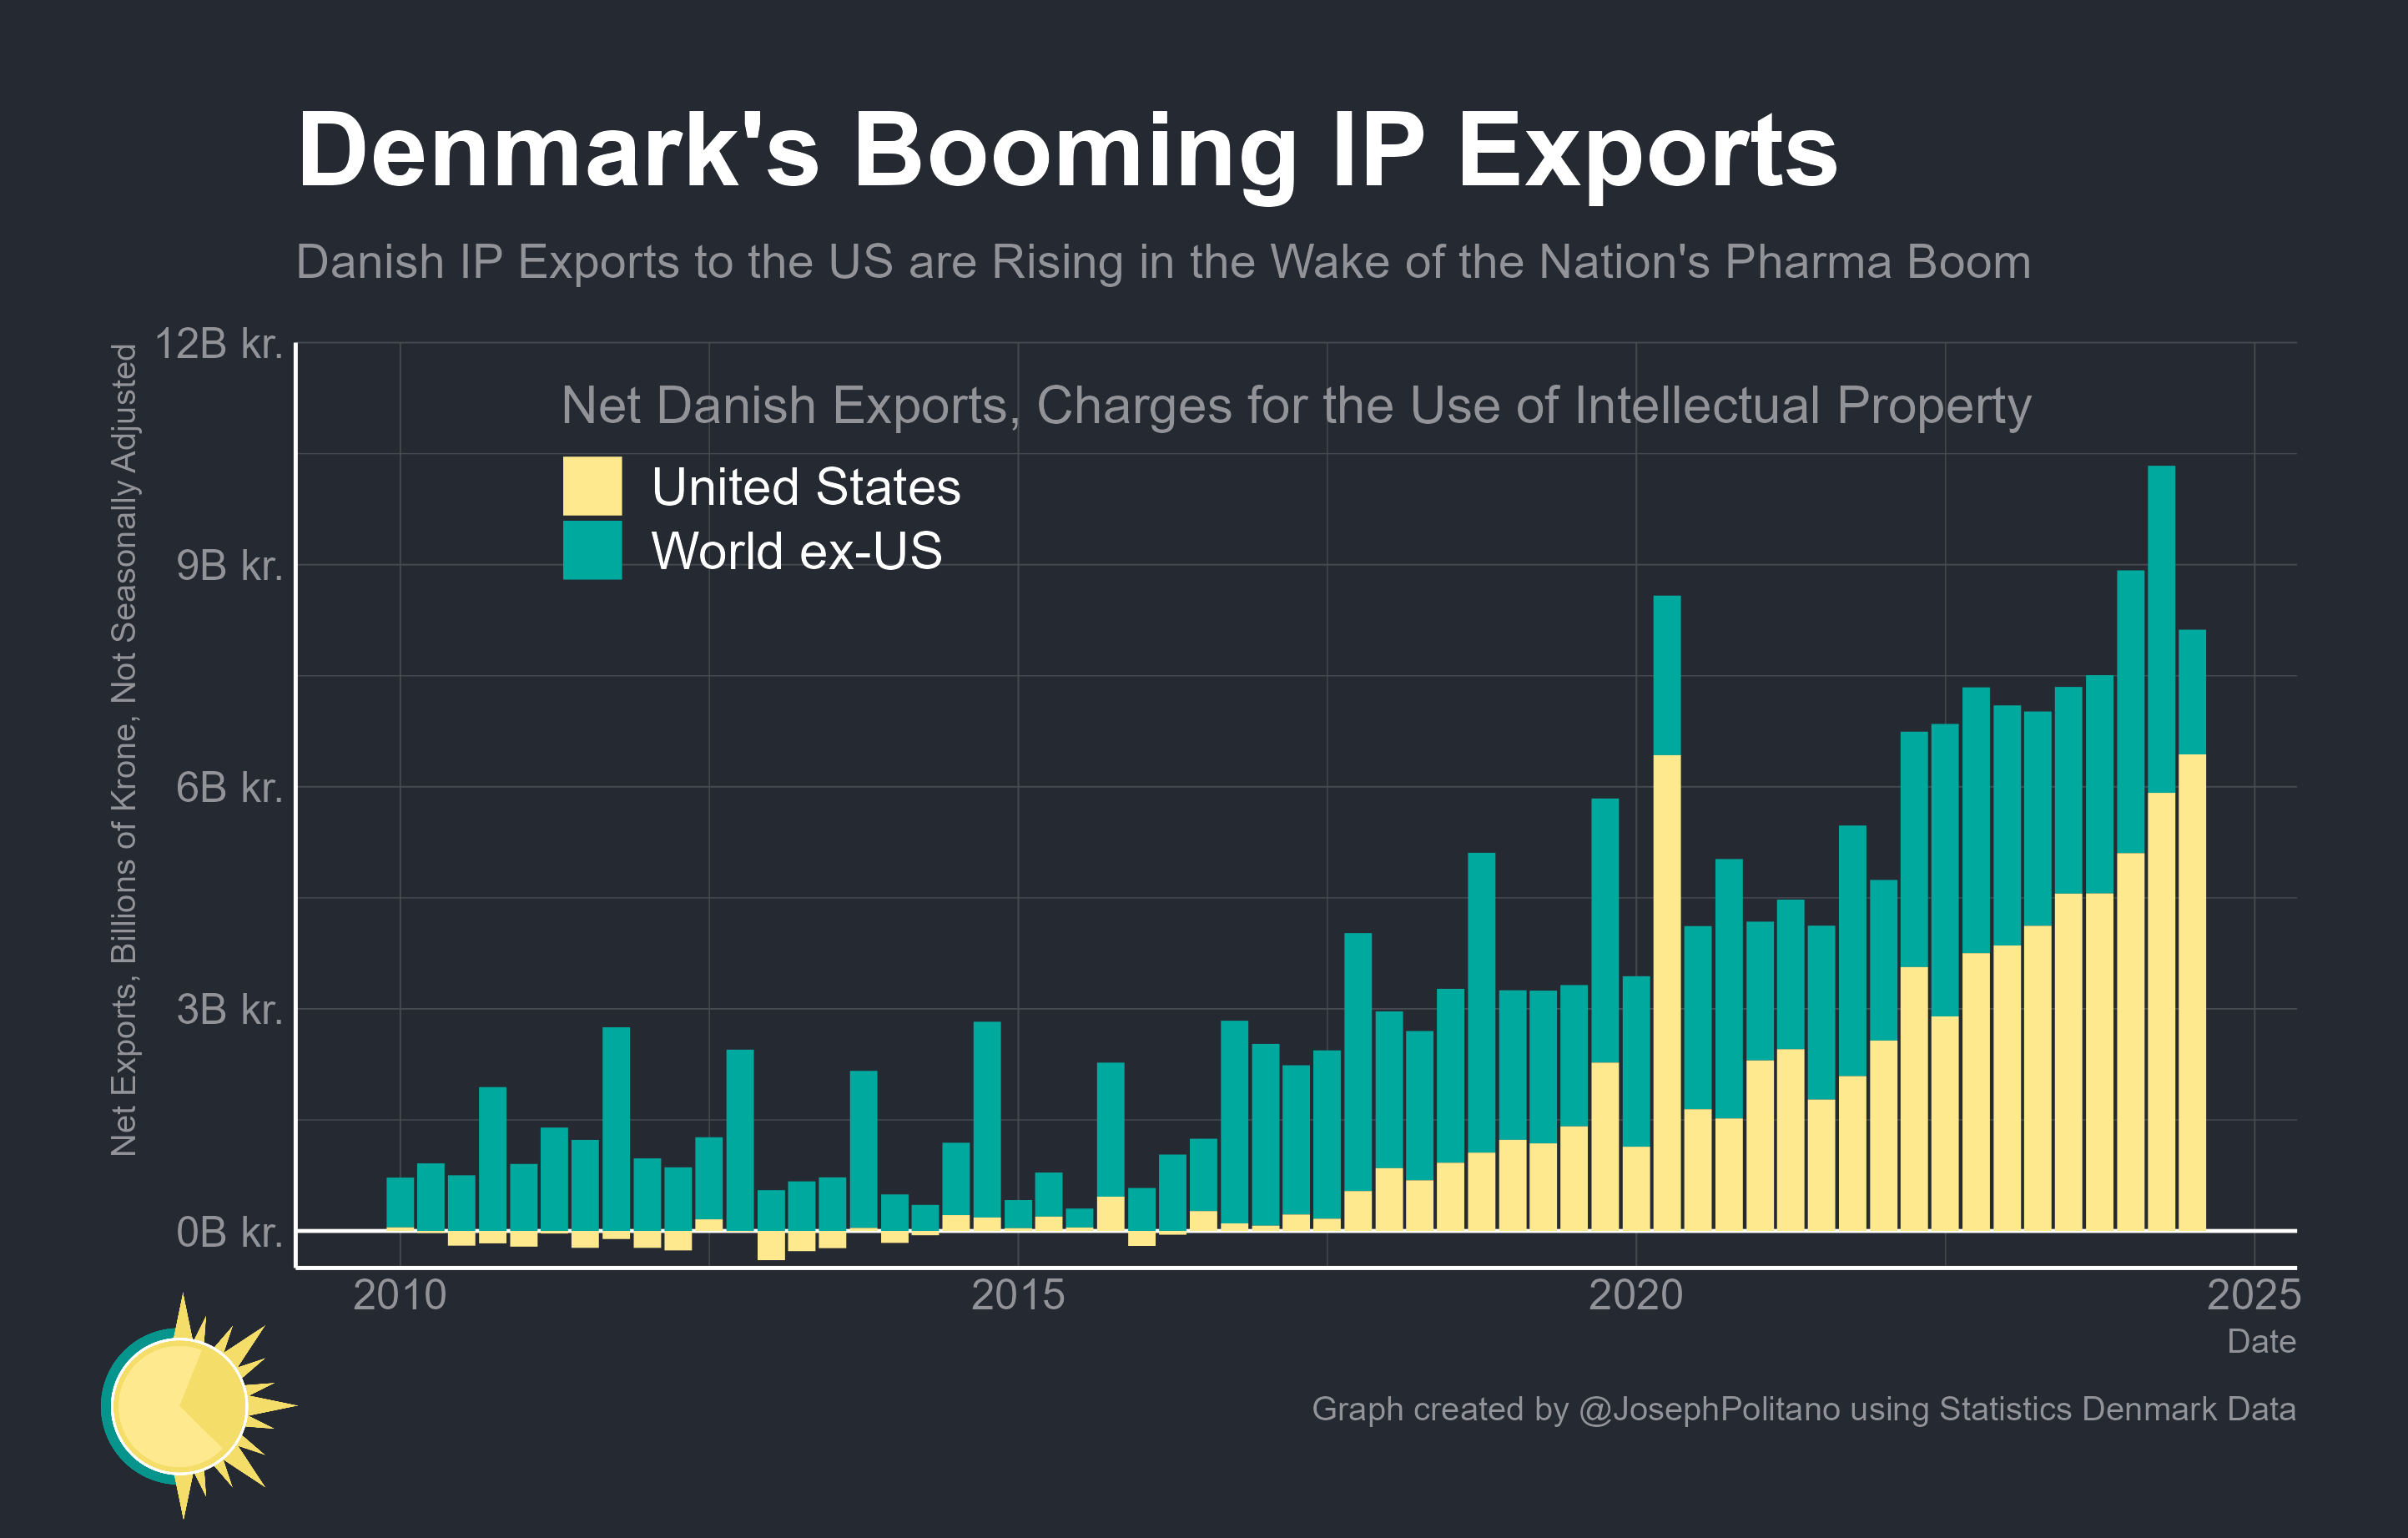 Denmark's Booming IP Exports
Danish IP Exports to the US are Rising in the Wake of the Nation's Pharma Boom
Net Exports, Billions of Krone, Not Seasonally Adjusted
12B kr.
9B kr.
6B kr.
3B kr.
0B kr.
Net Danish Exports, Charges for the Use of Intellectual Property
United States
World ex-US
2010
2015
2020
2025
Date
Graph created by @JosephPolitano using Statistics Denmark Data